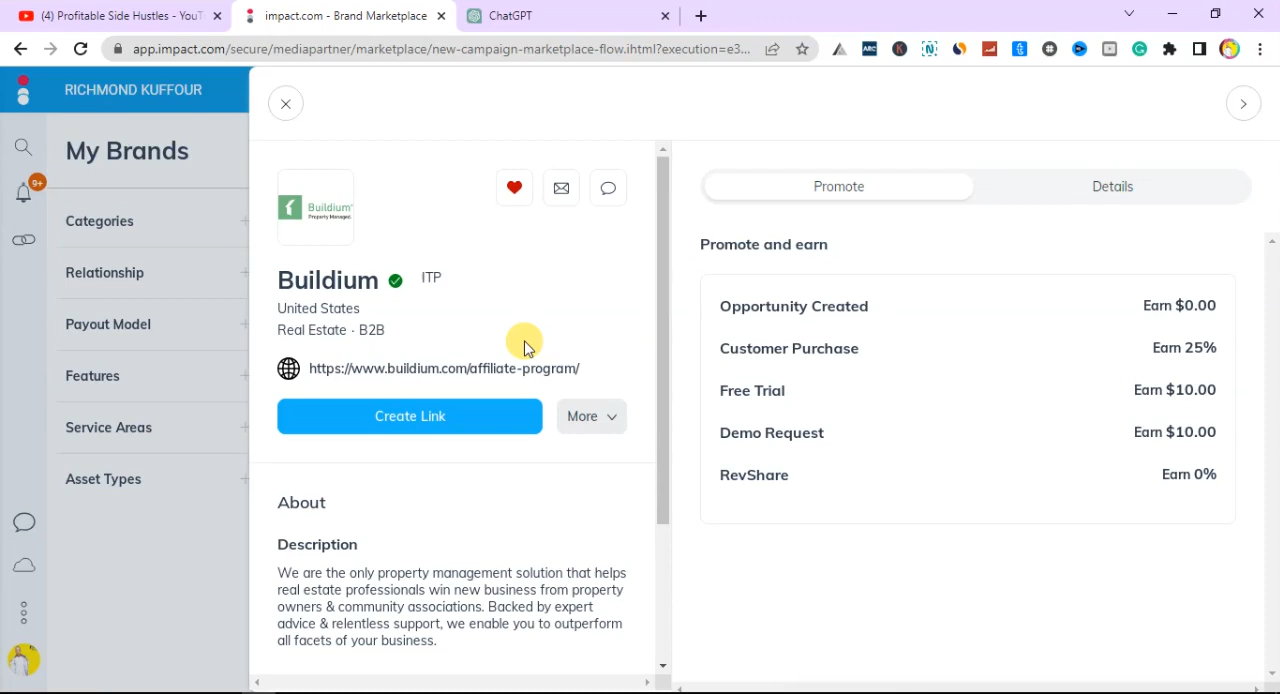 (4) Profitable Side Hustles - YouT
impact.com - Brand Marketplace
ChatGPT
app.impact.com/secure/mediapartner/marketplace/new-campaign-marketplace-flow.ihtml?execution=e3...
RICHMOND KUFFOUR
My Brands
9+
Categories
Relationship
Payout Model
Features
Service Areas
Asset Types
Buildium
Property Managed.
Buildium
ITP
United States
Real Estate - B2B
https://www.buildium.com/affiliate-program/
Create Link
More
About
Description
We are the only property management solution that helps
real estate professionals win new business from property
owners & community associations. Backed by expert
advice & relentless support, we enable you to outperform
all facets of your business.
Promote
Details
Promote and earn
Opportunity Created Earn $0.00
Customer Purchase Earn 25%
Free Trial Earn $10.00
Demo Request Earn $10.00
RevShare Earn 0%